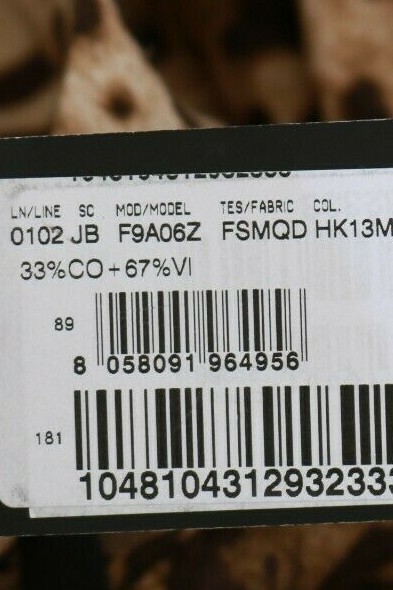 LN/LINE SC MOD/MODEL TES/FABRIC COL.
0102 JB F9A06Z FSMQD HK13M
33%CO+67%VI
89
8 058091 964956
181
1048104312932333